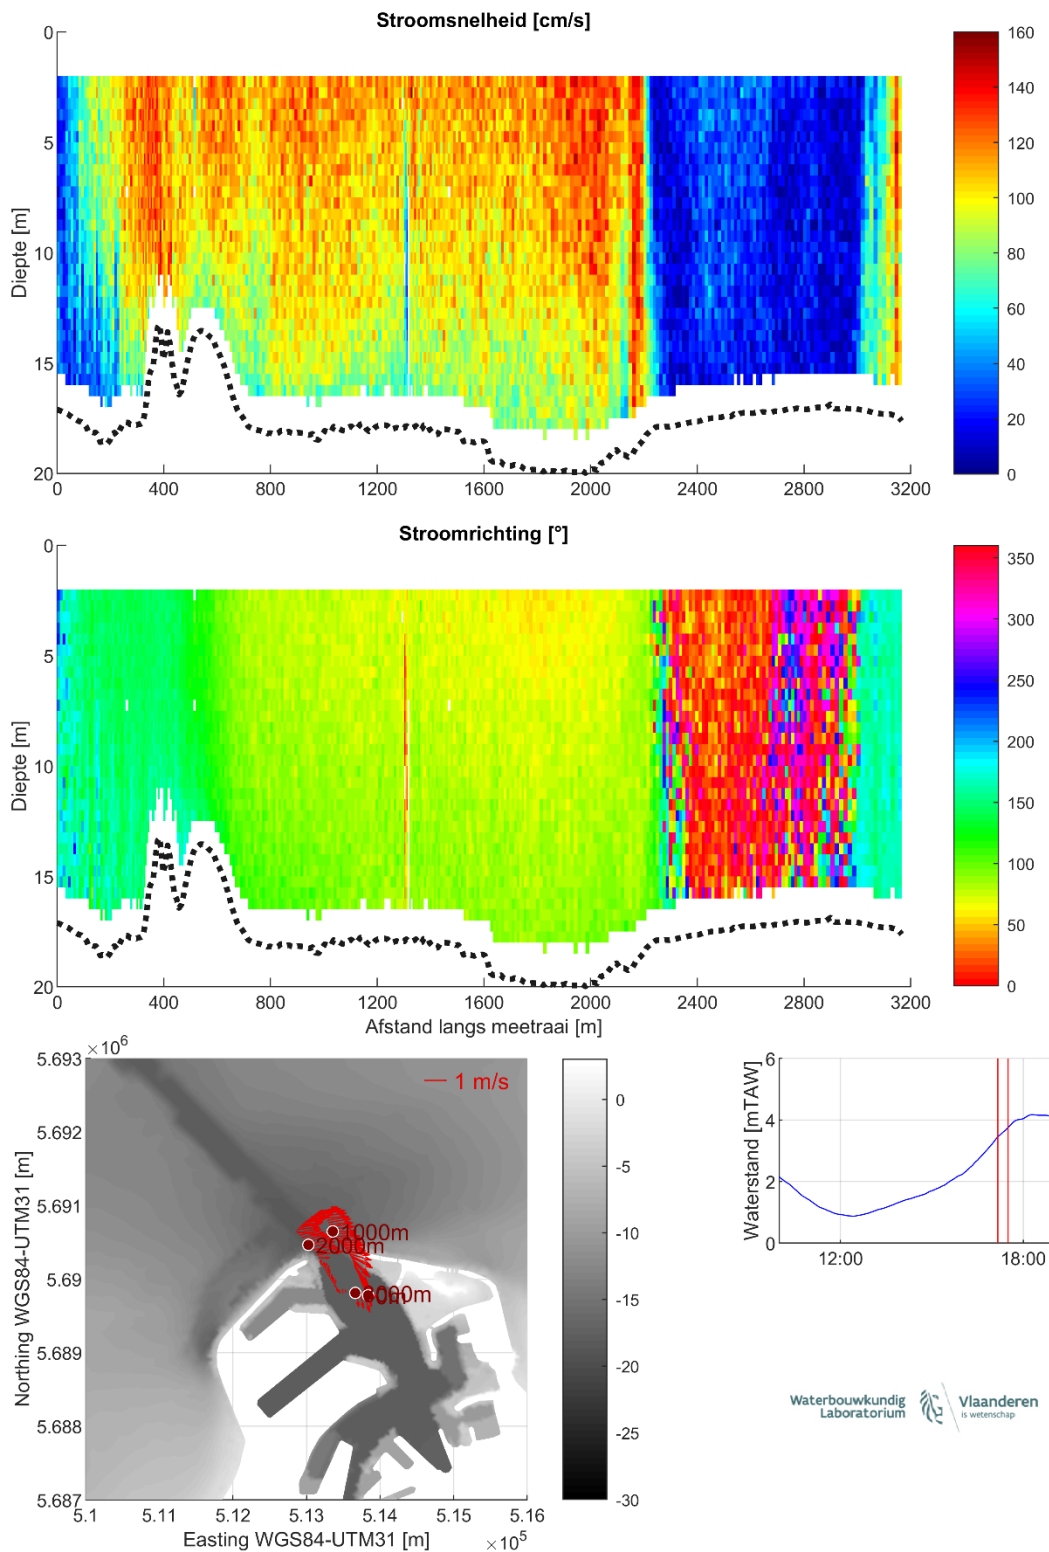 Stroomsnelheid [cm/s]
0
5
10
15
20
Diepte [m]
0 400 800 1200 1600 2000 2400 2800 3200
160
140
120
100
80
60
40
20
0
Stroomrichting [°]
0
5
10
15
20
Diepte [m]
0 400 800 1200 1600 2000 2400 2800 3200
Afstand langs meetraai [m]
350
300
250
200
150
100
50
0
×10⁶
5.693
5.692
5.691
5.69
5.689
5.688
5.687
Northing WGS84-UTM31 [m]
1 m/s
1000m
2000m
0m
5.1 5.11 5.12 5.13 5.14 5.15 5.16
Easting WGS84-UTM31 [m]
×10⁵
0
-5
-10
-15
-20
-25
-30
6
4
2
0
Waterstand [mTAW]
12:00 18:00
Waterbouwkundig
Laboratorium
Vlaanderen
is wetenschap